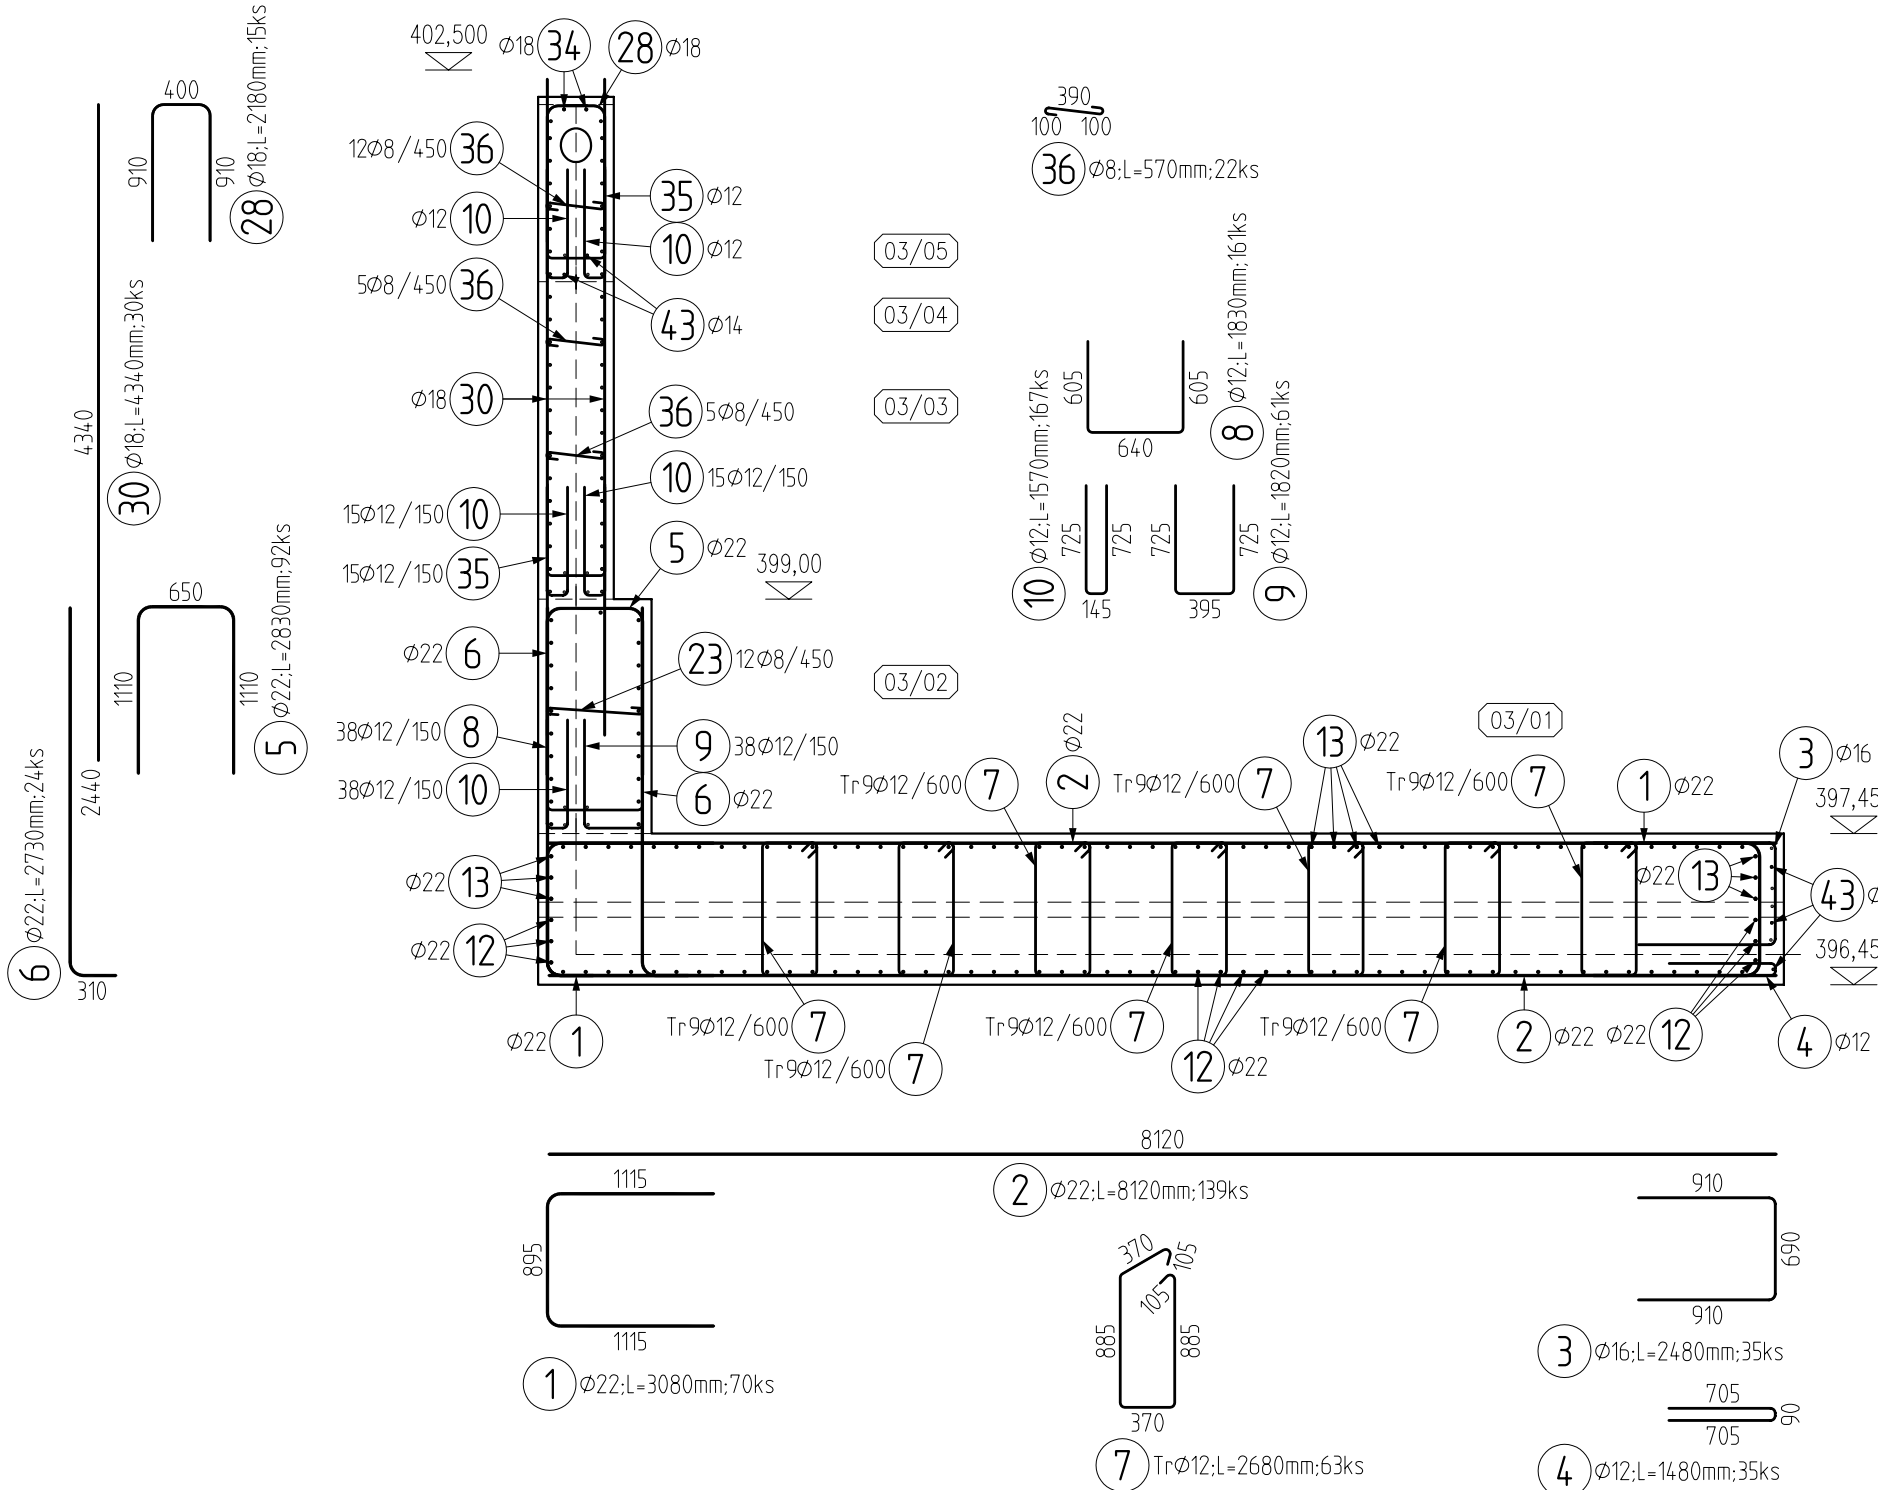 402,500
Ø18 34
28 Ø18
400
910
910
28 Ø18;L=2180mm;15ks
390
100 100
36 Ø8;L=570mm;22ks
12Ø8/450 36
35 Ø12
Ø12 10
10 Ø12
03/05
5Ø8/450 36
43 Ø14
03/04
4340
30 Ø18;L=4340mm;30ks
Ø18 30
36 5Ø8/450
03/03
605
605
640
8 Ø12;L=1830mm;161ks
10 15Ø12/150
15Ø12/150 10
725
725
145
10 Ø12;L=1570mm;167ks
725
725
395
9 Ø12;L=1820mm;61ks
5 Ø22
399,00
15Ø12/150 35
650
1110
1110
5 Ø22;L=2830mm;92ks
Ø22 6
23 12Ø8/450
03/02
03/01
2440
310
6 Ø22;L=2730mm;24ks
38Ø12/150 8
9 38Ø12/150
38Ø12/150 10
6 Ø22
Tr9Ø12/600 7
2 Ø22
Tr9Ø12/600 7
13 Ø22
Tr9Ø12/600 7
1 Ø22
3 Ø16
397,45
Ø22 13
Ø22 13
43 Ø
Ø22 12
396,45
Ø22 1
Tr9Ø12/600 7
Tr9Ø12/600 7
Tr9Ø12/600 7
12 Ø22
Tr9Ø12/600 7
2 Ø22
Ø22 12
4 Ø12
8120
2 Ø22;L=8120mm;139ks
1115
895
1115
1 Ø22;L=3080mm;70ks
370
105
105
885
885
370
7 TrØ12;L=2680mm;63ks
910
690
910
3 Ø16;L=2480mm;35ks
705
90
705
4 Ø12;L=1480mm;35ks